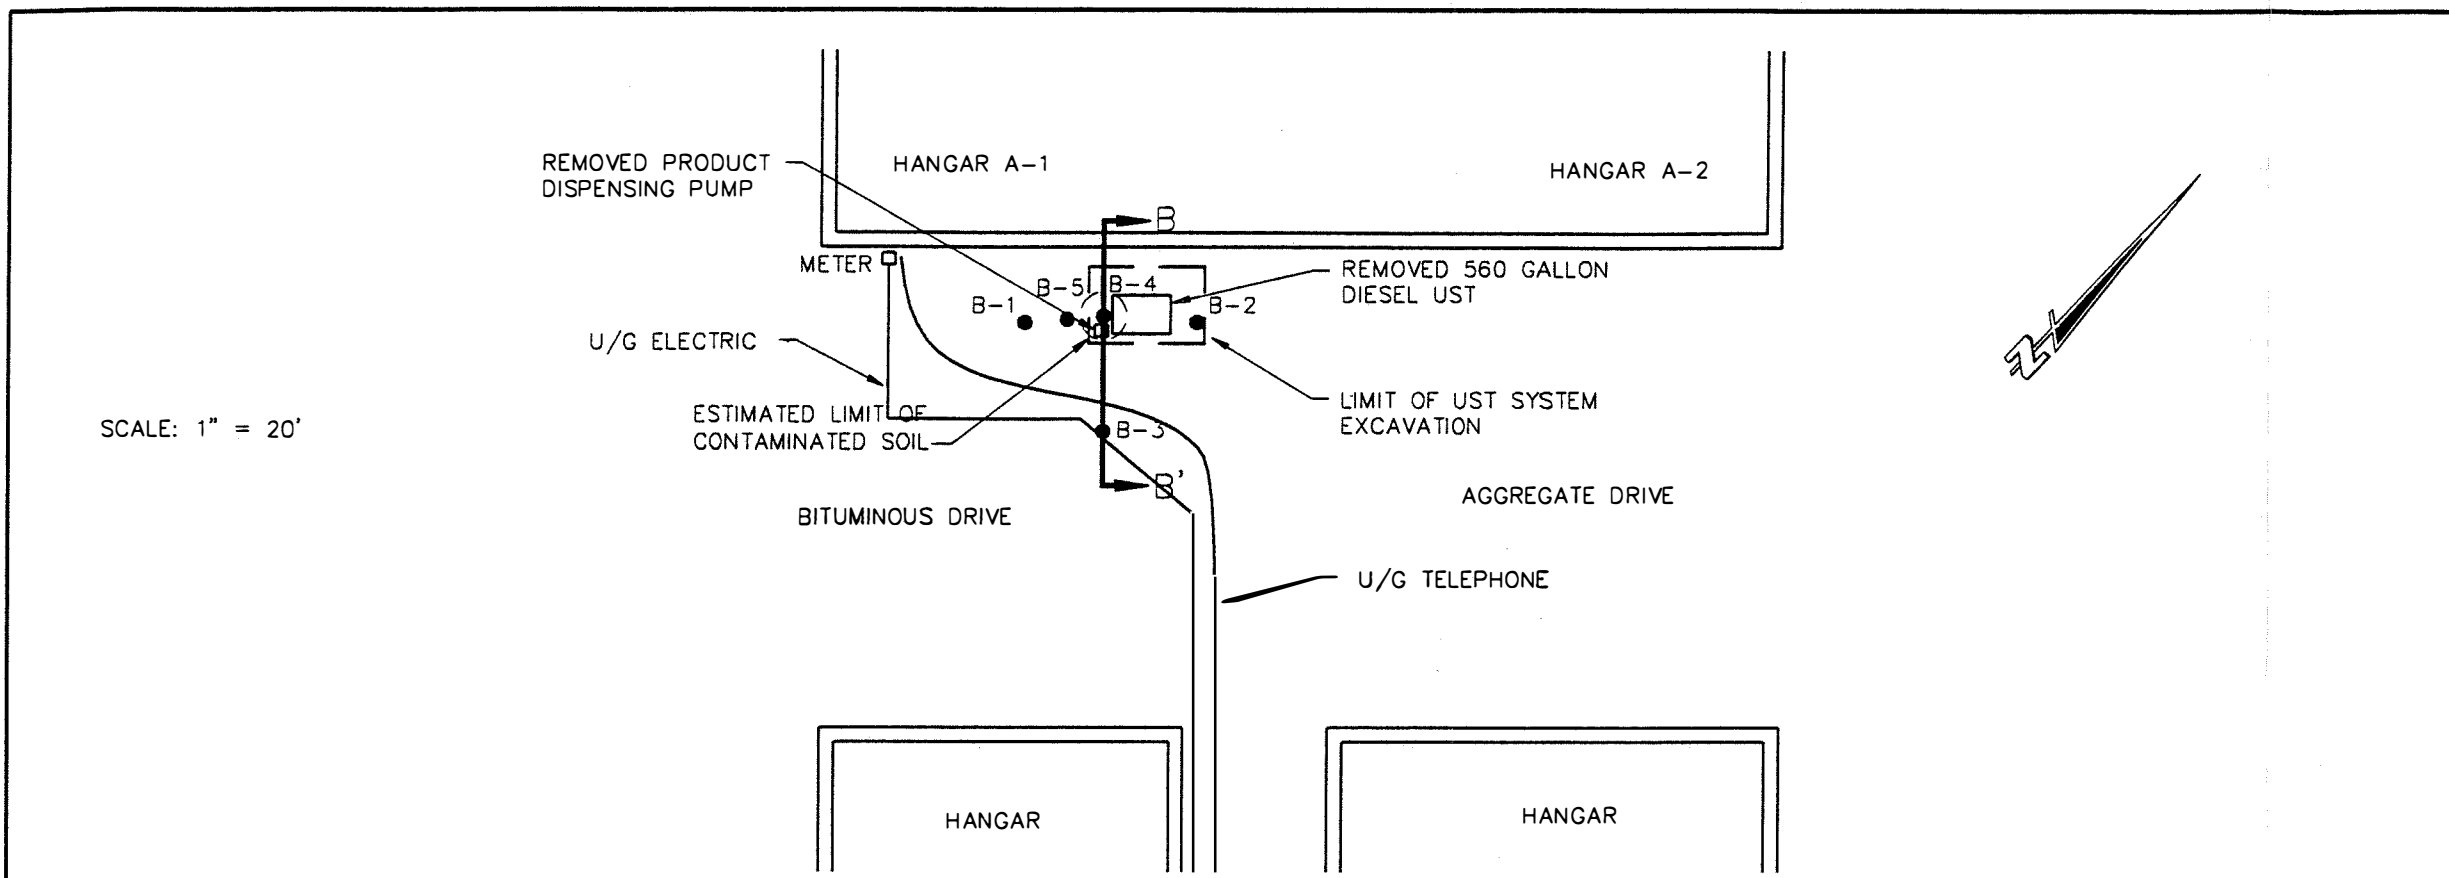 REMOVED PRODUCT
DISPENSING PUMP
HANGAR A-1
HANGAR A-2
B
METER
B-5
B-4
B-1
B-2
REMOVED 560 GALLON
DIESEL UST
U/G ELECTRIC
N
SCALE: 1" = 20'
ESTIMATED LIMIT OF
CONTAMINATED SOIL
B-3
LIMIT OF UST SYSTEM
EXCAVATION
B'
BITUMINOUS DRIVE
AGGREGATE DRIVE
U/G TELEPHONE
HANGAR
HANGAR